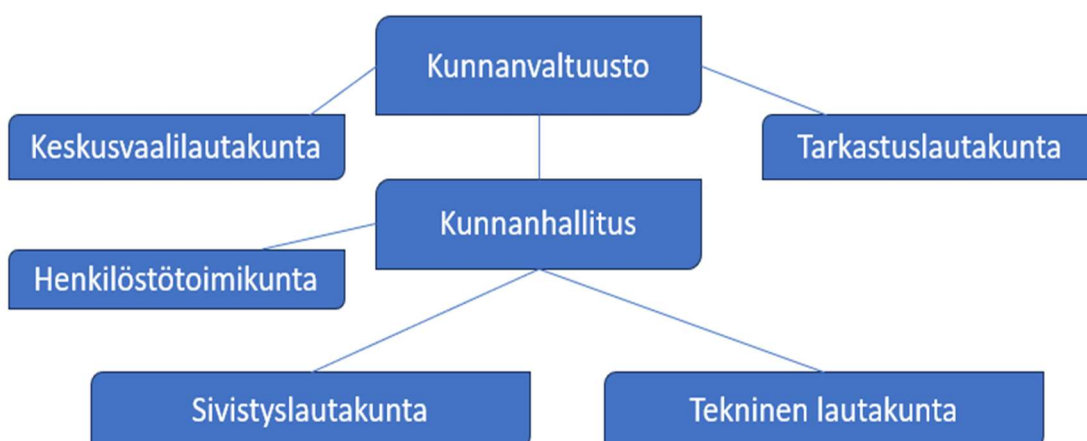 Kunnanvaltuusto
Keskusvaalilautakunta
Tarkastuslautakunta
Kunnanhallitus
Henkilöstötoimikunta
Sivistyslautakunta
Tekninen lautakunta